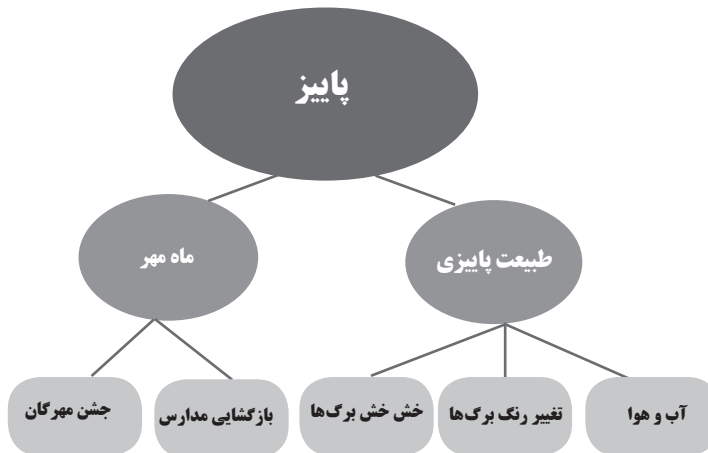 پاییز
طبیعت پاییزی
ماه مهر
آب و هوا
تغییر رنگ برگ‌ها
خش خش برگ‌ها
بازگشایی مدارس
جشن مهرگان